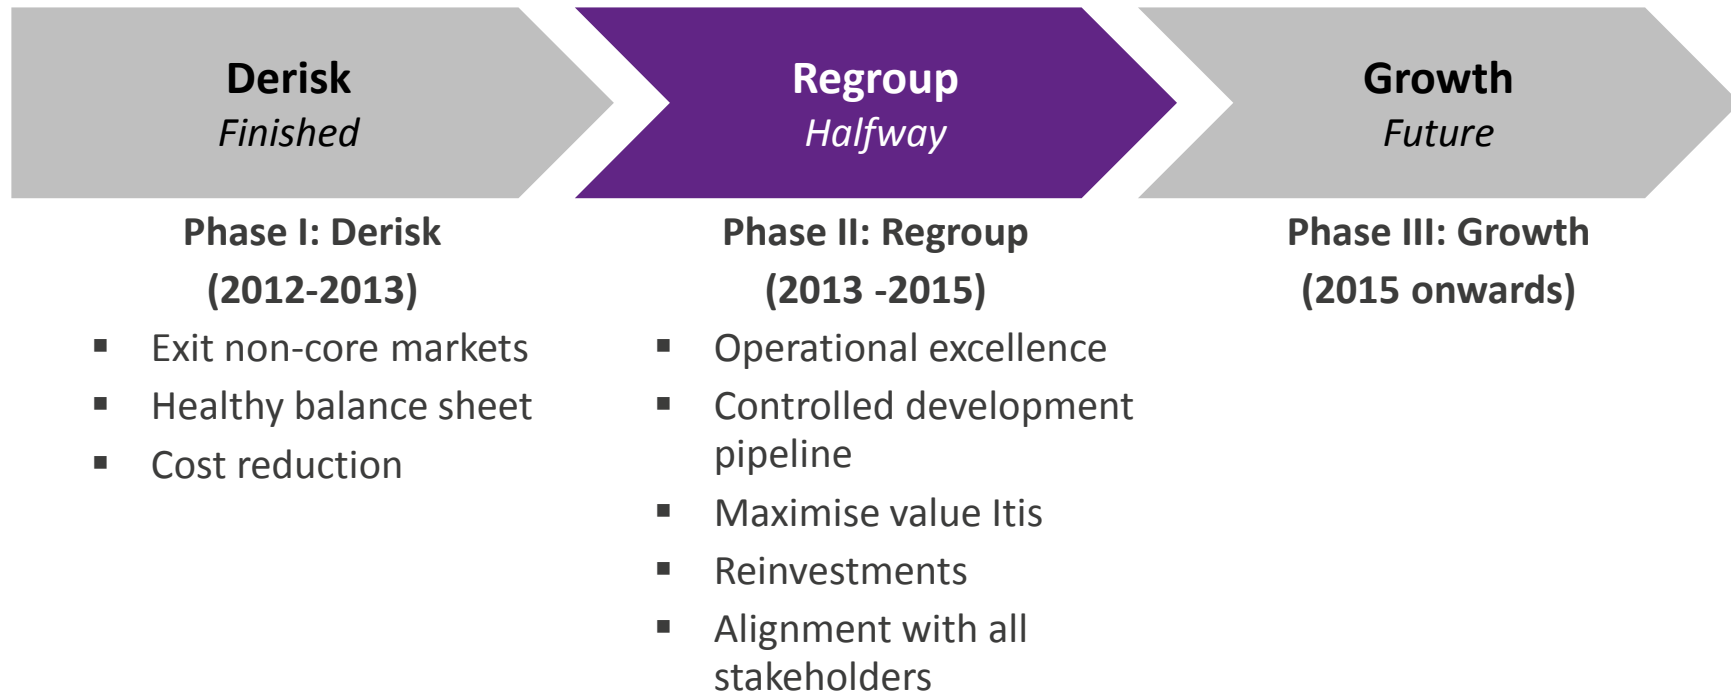 Derisk
Finished
Regroup
Halfway
Growth
Future
Phase I: Derisk
(2012-2013)
▪ Exit non-core markets
▪ Healthy balance sheet
▪ Cost reduction
Phase II: Regroup
(2013 -2015)
▪ Operational excellence
▪ Controlled development
pipeline
▪ Maximise value Itis
▪ Reinvestments
▪ Alignment with all
stakeholders
Phase III: Growth
(2015 onwards)